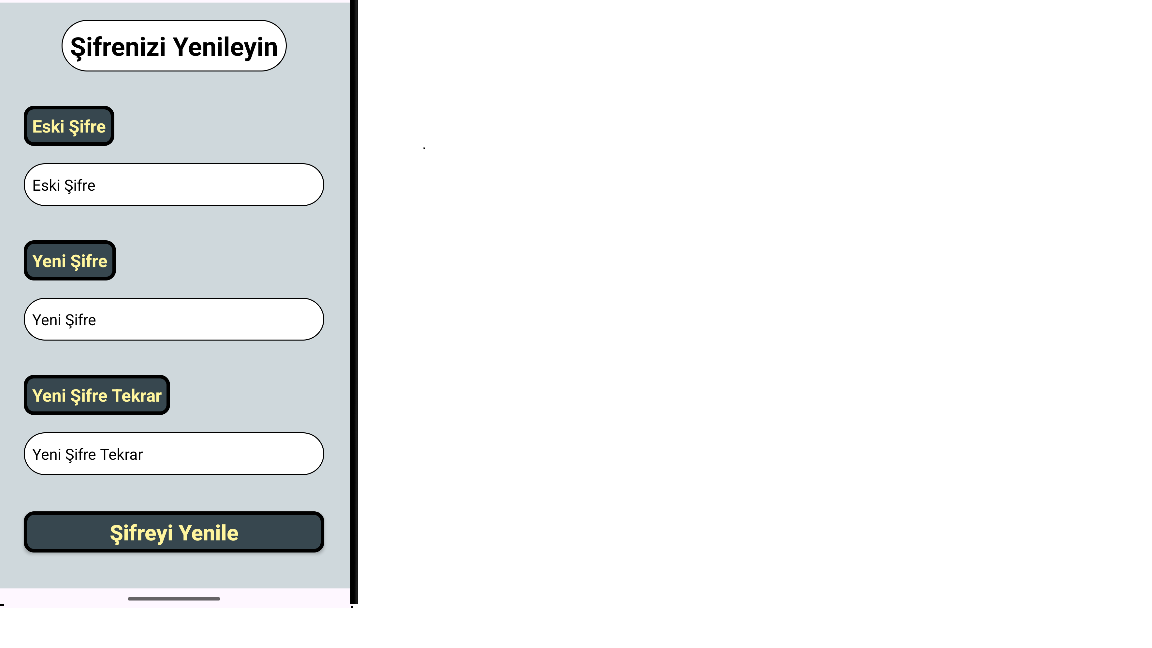 Şifrenizi Yenileyin
Eski Şifre
Eski Şifre
Yeni Şifre
Yeni Şifre
Yeni Şifre Tekrar
Yeni Şifre Tekrar
Şifreyi Yenile